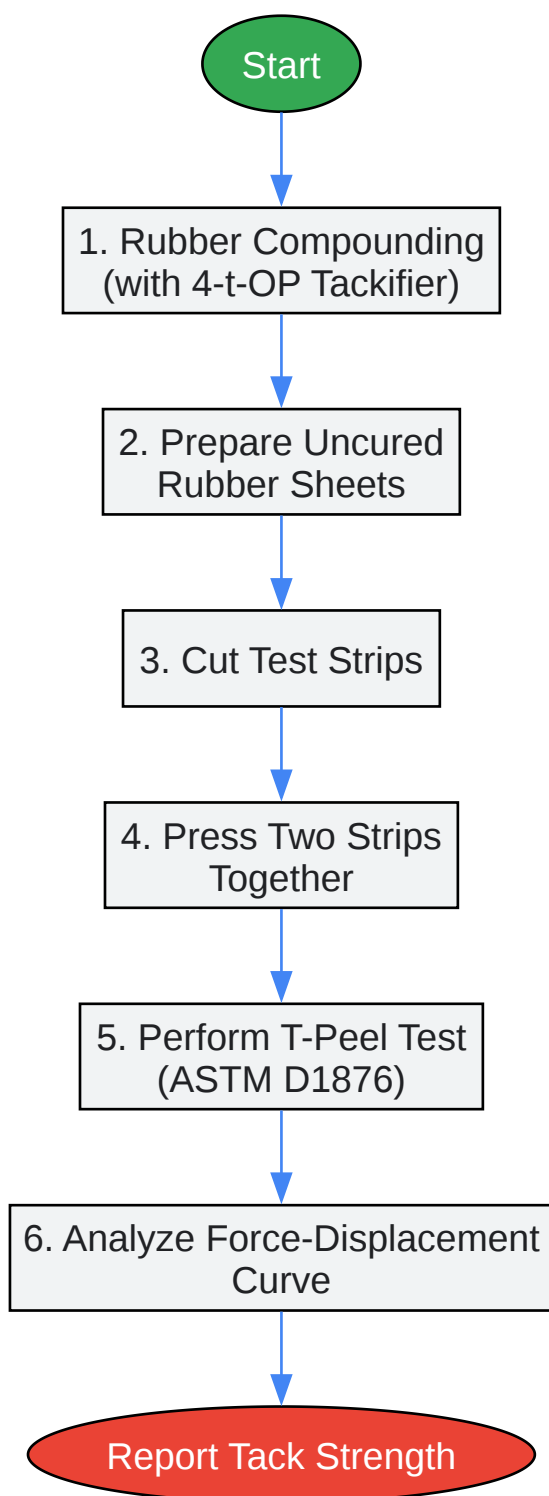 Start
1. Rubber Compounding
(with 4-t-OP Tackifier)
2. Prepare Uncured
Rubber Sheets
3. Cut Test Strips
4. Press Two Strips
Together
5. Perform T-Peel Test
(ASTM D1876)
6. Analyze Force-Displacement
Curve
Report Tack Strength